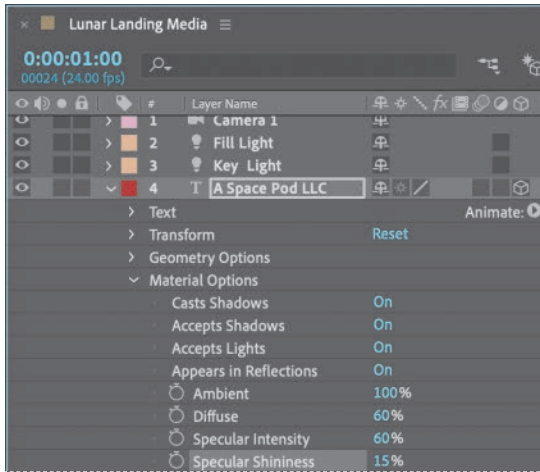 × Lunar Landing Media
0:00:01:00
00024 (24.00 fps)
# Layer Name fx
1 Camera 1
2 Fill Light
3 Key Light
4 T A Space Pod LLC
Text Animate:
Transform Reset
Geometry Options
Material Options
Casts Shadows On
Accepts Shadows On
Accepts Lights On
Appears in Reflections On
Ambient 100%
Diffuse 60%
Specular Intensity 60%
Specular Shininess 15%